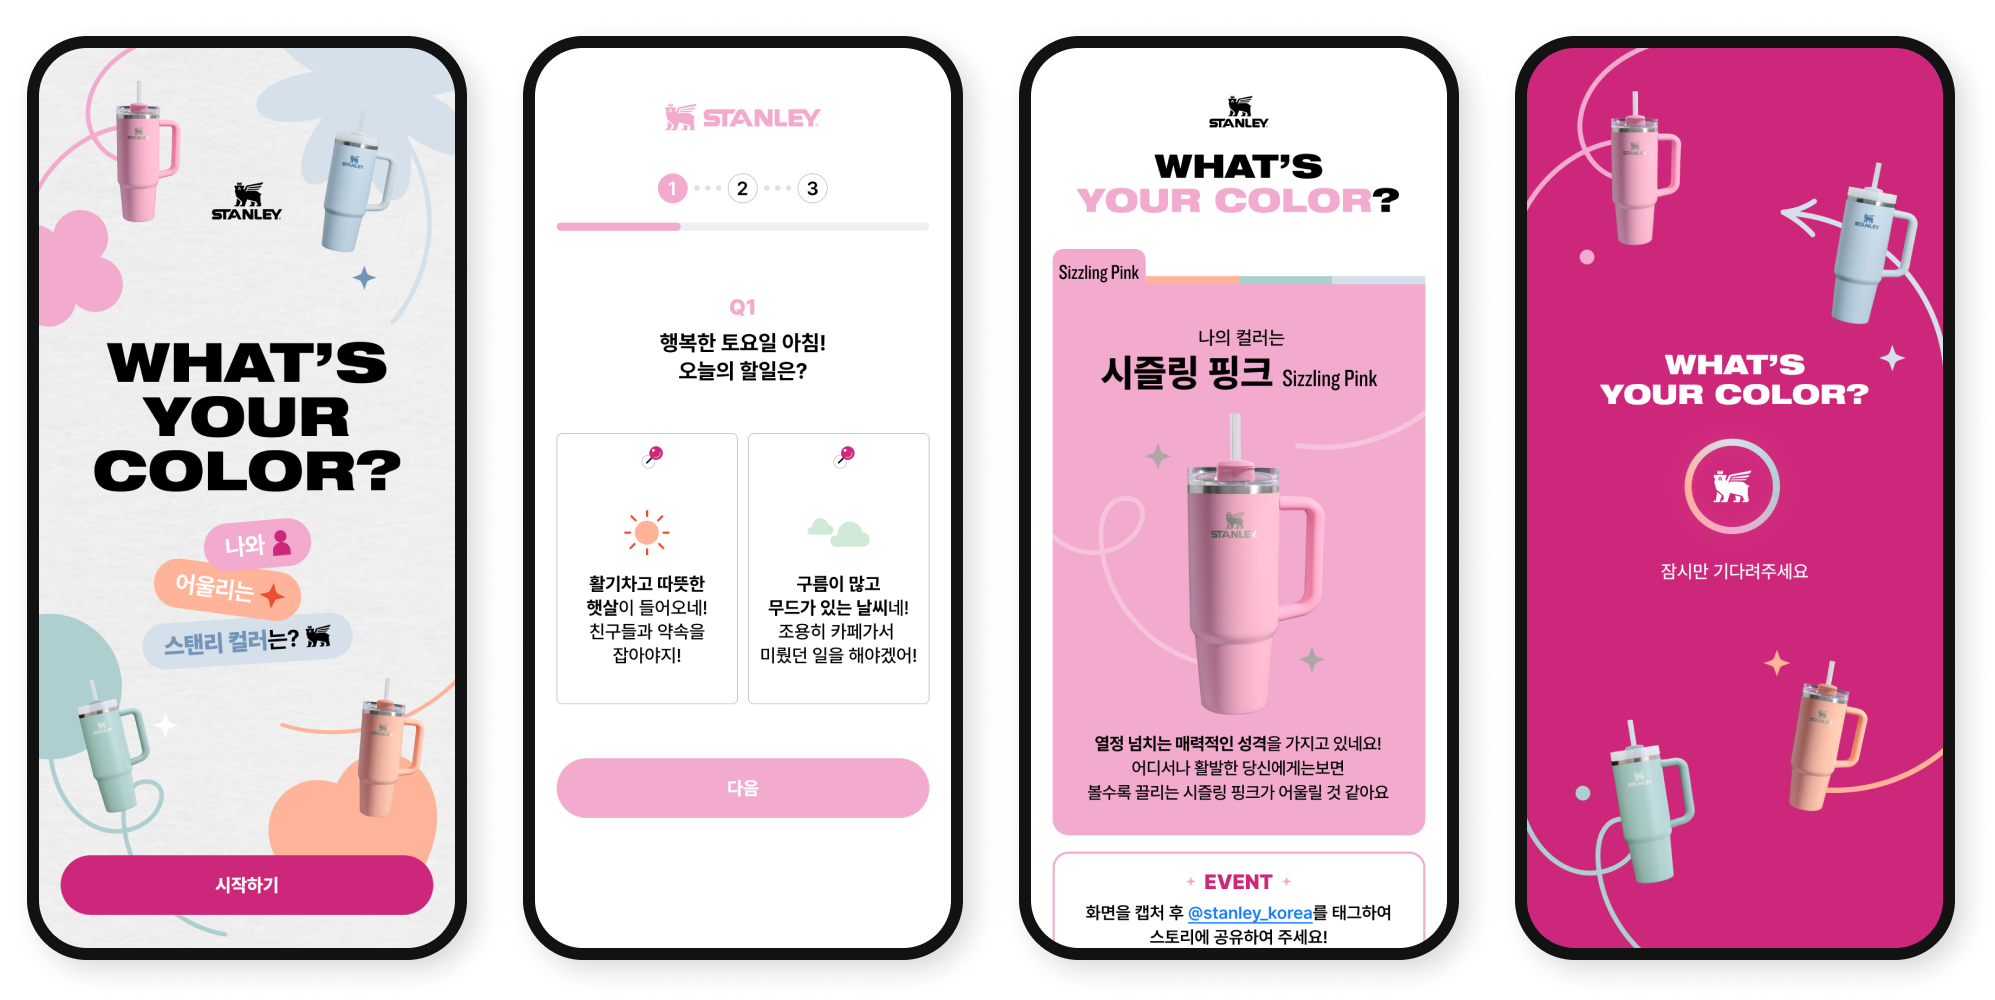 STANLEY
WHAT'S
YOUR
COLOR?
나와
어울리는
스탠리 컬러는?
시작하기
STANLEY
1 2 3
Q1
행복한 토요일 아침!
오늘의 할일은?
활기차고 따뜻한
햇살이 들어오네!
친구들과 약속을
잡아야지!
구름이 많고
무드가 있는 날씨네!
조용히 카페가서
미뤘던 일을 해야겠어!
다음
STANLEY
WHAT'S
YOUR COLOR?
Sizzling Pink
나의 컬러는
시즐링 핑크 Sizzling Pink
STANLEY
열정 넘치는 매력적인 성격을 가지고 있네요!
어디서나 활발한 당신에게는보면
볼수록 끌리는 시즐링 핑크가 어울릴 것 같아요
EVENT
화면을 캡처 후 @stanley_korea를 태그하여
스토리에 공유하여 주세요!
WHAT'S
YOUR COLOR?
잠시만 기다려주세요